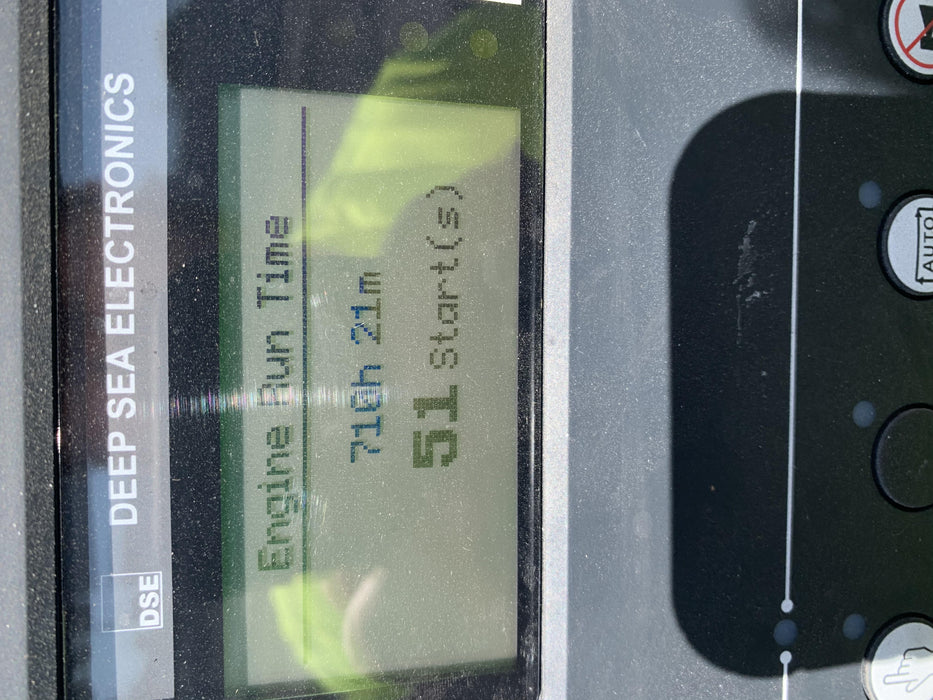 DSE DEEP SEA ELECTRONICS
Engine Run Time
710h 21m
51 Start(s)
AUTO